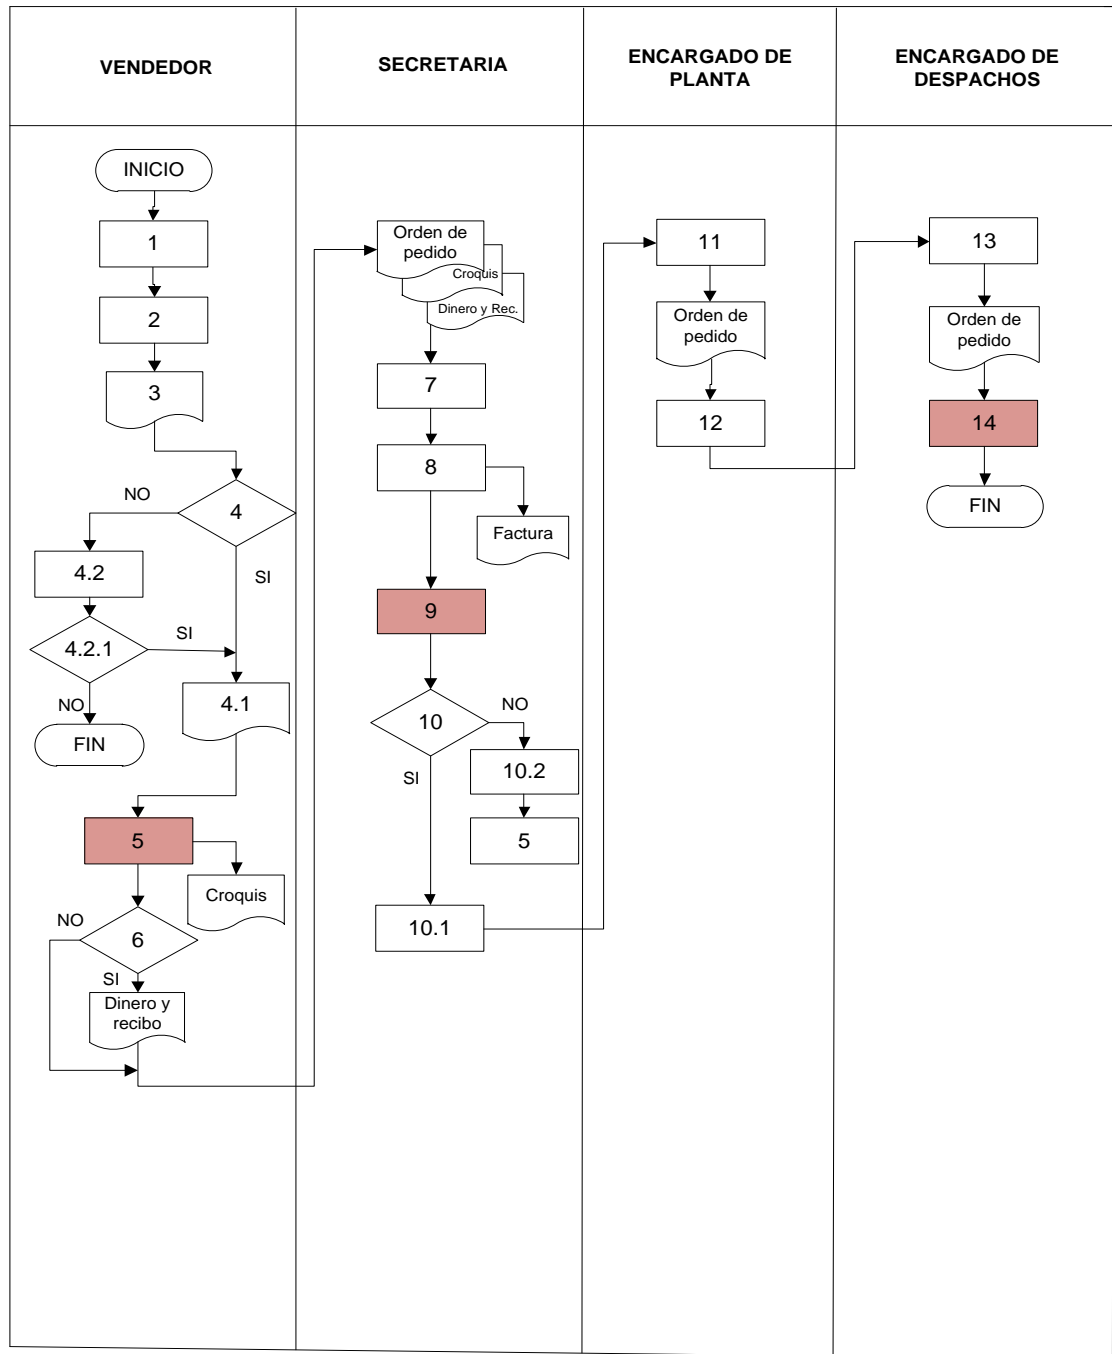 VENDEDOR
SECRETARIA
ENCARGADO DE
PLANTA
ENCARGADO DE
DESPACHOS
INICIO
1
2
3
4
NO
SI
4.2
4.2.1
SI
NO
FIN
4.1
5
Croquis
6
NO
SI
Dinero y
recibo
Orden de
pedido
Croquis
Dinero y Rec.
7
8
Factura
9
10
NO
SI
10.2
5
10.1
11
Orden de
pedido
12
13
Orden de
pedido
14
FIN